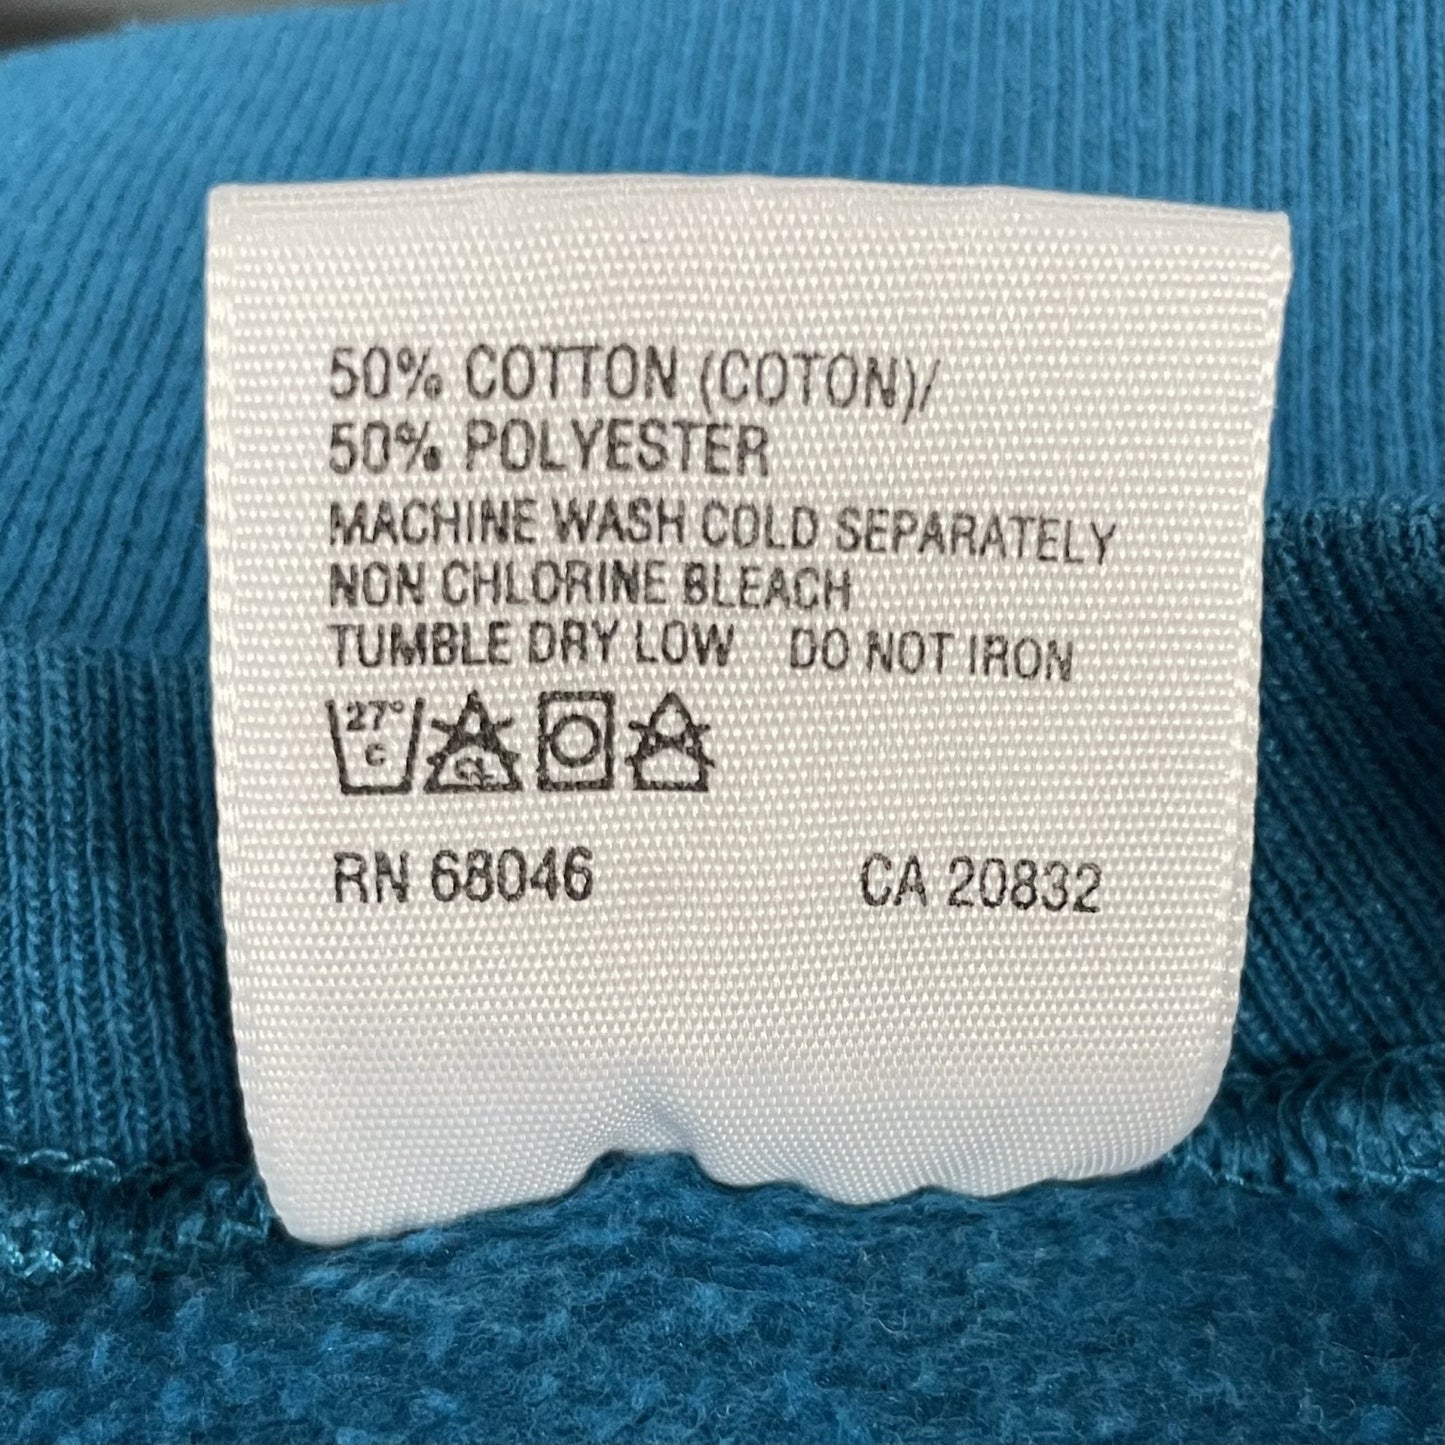 50% COTTON (COTON)/
50% POLYESTER
MACHINE WASH COLD SEPARATELY
NON CHLORINE BLEACH
TUMBLE DRY LOW DO NOT IRON
27°
C CL
RN 68046 CA 20832